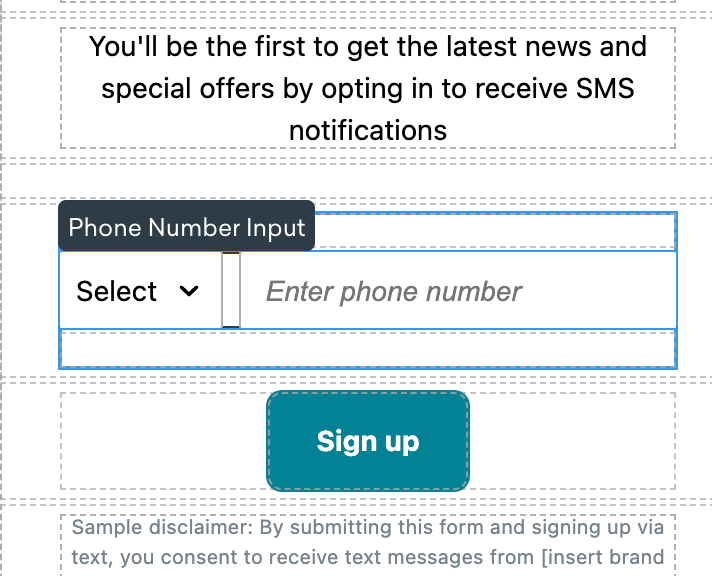 You'll be the first to get the latest news and
special offers by opting in to receive SMS
notifications
Phone Number Input
Select
Enter phone number
Sign up
Sample disclaimer: By submitting this form and signing up via
text, you consent to receive text messages from [insert brand